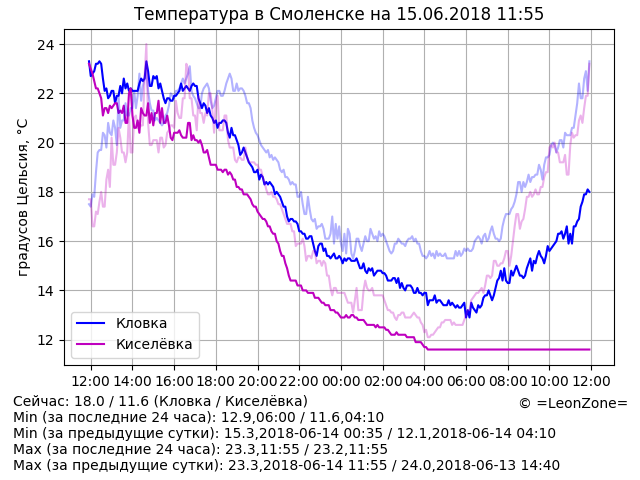 Температура в Смоленске на 15.06.2018 11:55
градусов Цельсия, °C
24
22
20
18
16
14
12
Кловка
Киселёвка
12:00 14:00 16:00 18:00 20:00 22:00 00:00 02:00 04:00 06:00 08:00 10:00 12:00
Сейчас: 18.0 / 11.6 (Кловка / Киселёвка)
© =LeonZone=
Min (за последние 24 часа): 12.9,06:00 / 11.6,04:10
Min (за предыдущие сутки): 15.3,2018-06-14 00:35 / 12.1,2018-06-14 04:10
Max (за последние 24 часа): 23.3,11:55 / 23.2,11:55
Max (за предыдущие сутки): 23.3,2018-06-14 11:55 / 24.0,2018-06-13 14:40